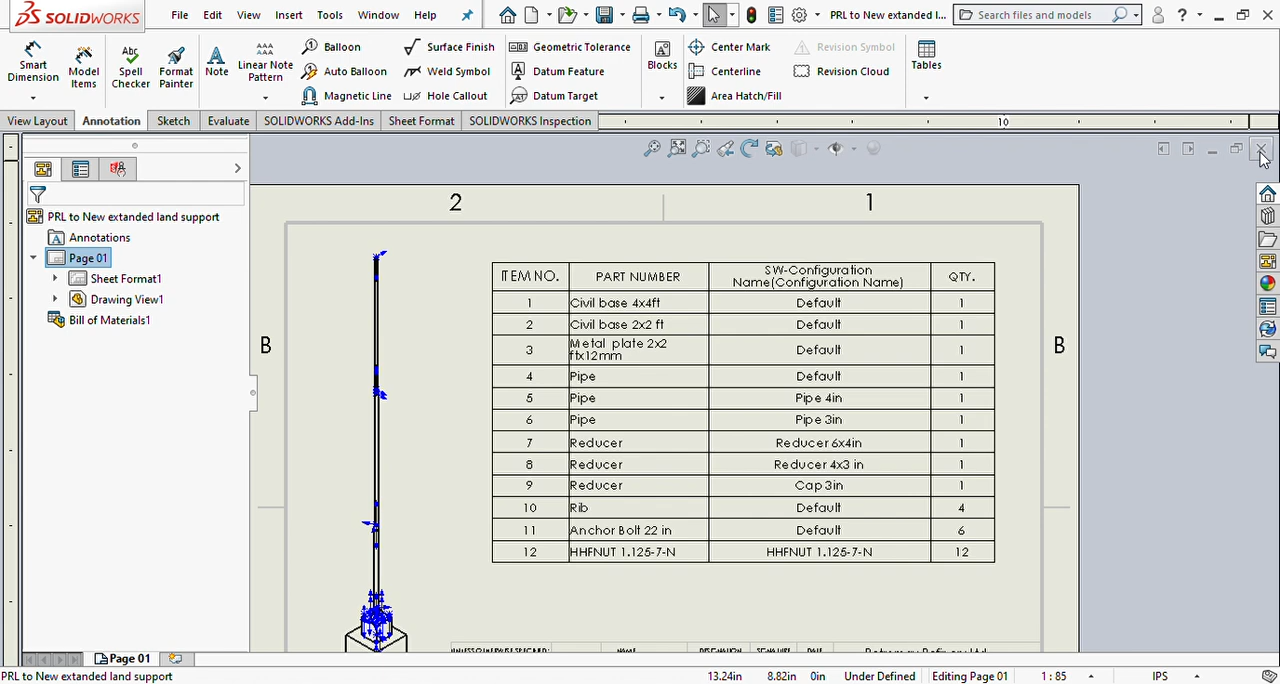 SOLIDWORKS File Edit View Insert Tools Window Help PRL to New extanded l... Search files and models
Smart Dimension
Model Items
Spell Checker
Format Painter
Note
Linear Note Pattern
Balloon
Auto Balloon
Magnetic Line
Surface Finish
Weld Symbol
Hole Callout
Geometric Tolerance
Datum Feature
Datum Target
Blocks
Center Mark
Centerline
Area Hatch/Fill
Revision Symbol
Revision Cloud
Tables
View Layout Annotation Sketch Evaluate SOLIDWORKS Add-Ins Sheet Format SOLIDWORKS Inspection 10
PRL to New extanded land support
Annotations
Page 01
Sheet Format1
Drawing View1
Bill of Materials1
2 1
B B
ITEM NO. PART NUMBER SW-Configuration Name(Configuration Name) QTY.
1 Civil base 4x4ft Default 1
2 Civil base 2x2 ft Default 1
3 Metal plate 2x2 ftx12mm Default 1
4 Pipe Default 1
5 Pipe Pipe 4in 1
6 Pipe Pipe 3in 1
7 Reducer Reducer 6x4in 1
8 Reducer Reducer 4x3 in 1
9 Reducer Cap 3in 1
10 Rib Default 4
11 Anchor Bolt 22 in Default 6
12 HHFNUT 1.125-7-N HHFNUT 1.125-7-N 12
NAME DATE
Page 01
PRL to New extanded land support 13.24in 8.82in 0in Under Defined Editing Page 01 1 : 85 IPS